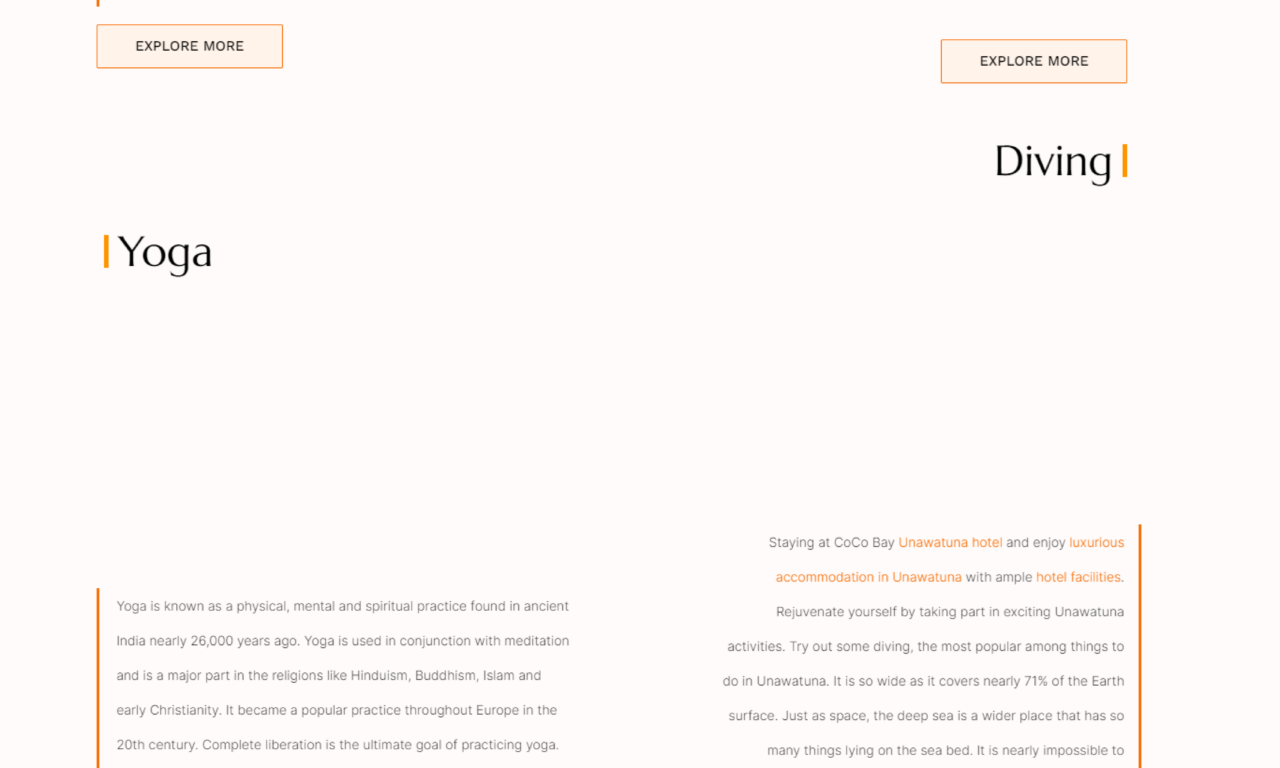 EXPLORE MORE
EXPLORE MORE
Diving
Yoga
Staying at CoCo Bay Unawatuna hotel and enjoy luxurious
accommodation in Unawatuna with ample hotel facilities.
Rejuvenate yourself by taking part in exciting Unawatuna
activities. Try out some diving, the most popular among things to
do in Unawatuna. It is so wide as it covers nearly 71% of the Earth
surface. Just as space, the deep sea is a wider place that has so
many things lying on the sea bed. It is nearly impossible to
Yoga is known as a physical, mental and spiritual practice found in ancient
India nearly 26,000 years ago. Yoga is used in conjunction with meditation
and is a major part in the religions like Hinduism, Buddhism, Islam and
early Christianity. It became a popular practice throughout Europe in the
20th century. Complete liberation is the ultimate goal of practicing yoga.